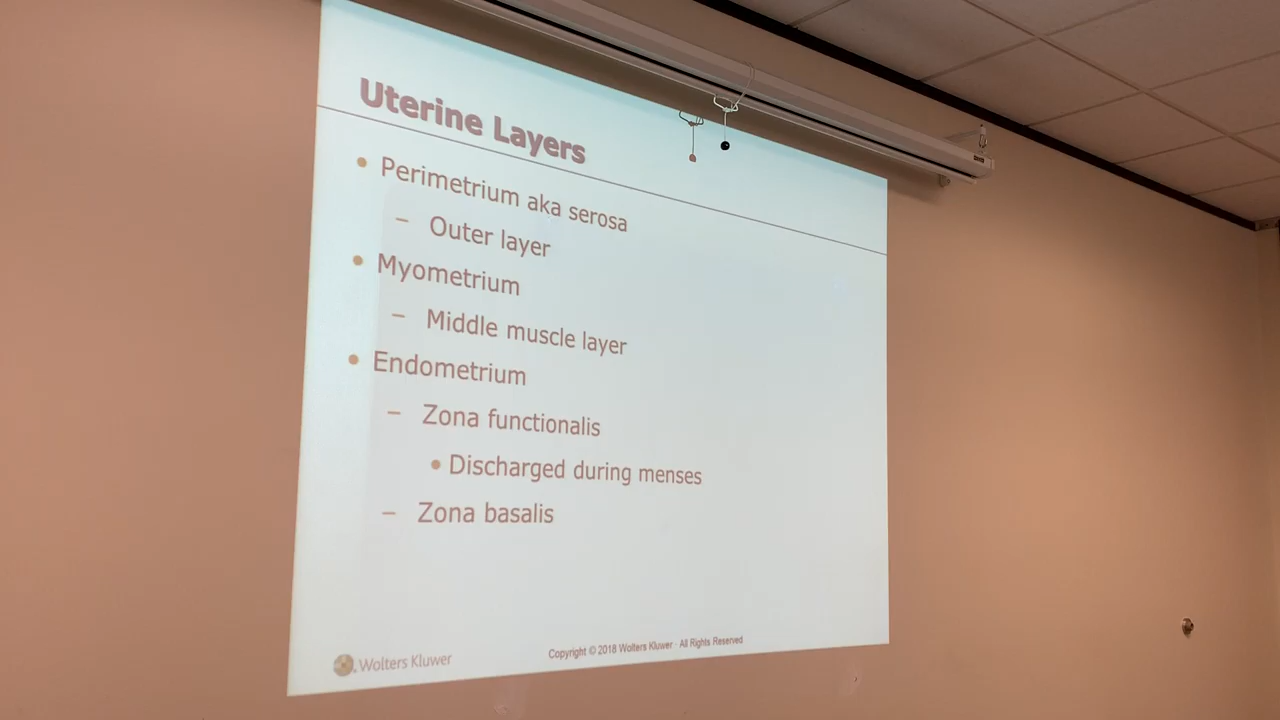 Uterine Layers
• Perimetrium aka serosa
– Outer layer
• Myometrium
– Middle muscle layer
• Endometrium
– Zona functionalis
• Discharged during menses
– Zona basalis
Wolters Kluwer
Copyright © 2018 Wolters Kluwer · All Rights Reserved